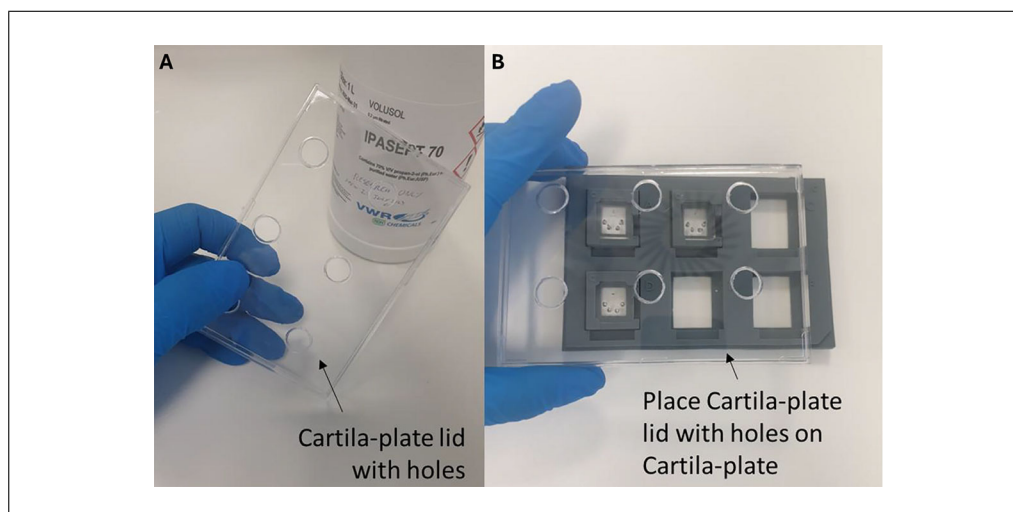 A
VOLUSOL
IPASEPT 70
VWR
CHEMICALS
Cartila-plate lid
with holes
B
Place Cartila-plate
lid with holes on
Cartila-plate